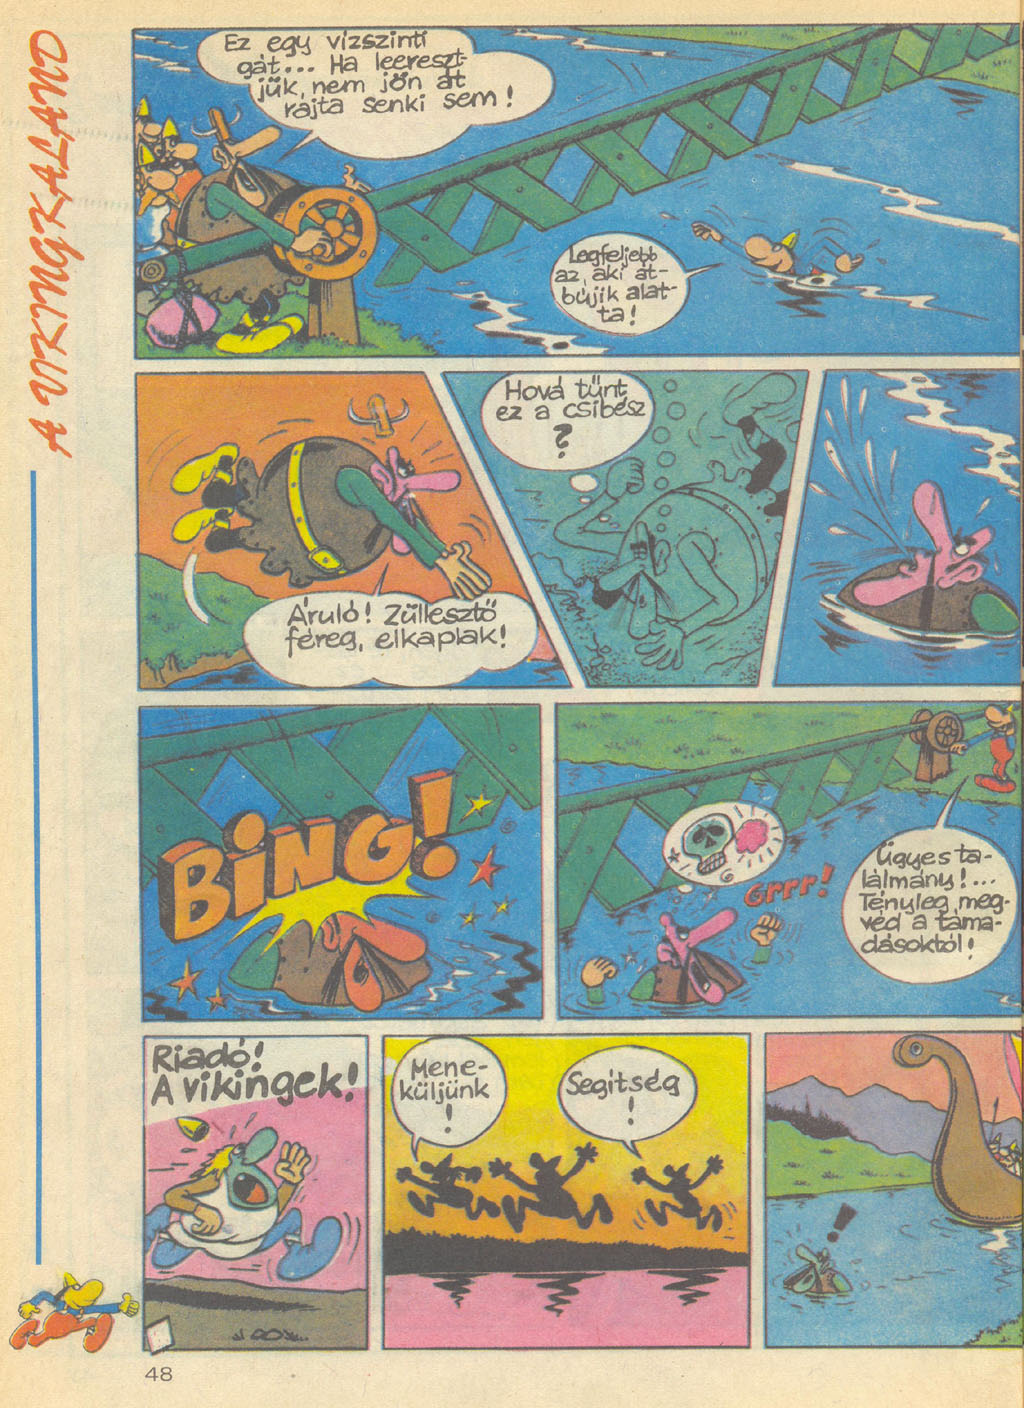 A VIKINGKALAND
Ez egy vízszinti
gát... Ha leereszt-
jük, nem jön át
rajta senki sem!
Legfeljebb
az, aki át-
bújik alat-
ta!
Áruló! Züllesztő
féreg, elkaplak!
Hová tűnt
ez a csibész
?
BING!
GRRR!
Ügyes ta-
lálmány!...
Tényleg meg-
véd a táma-
dásoktól!
Riadó!
A vikingek!
Mene-
küljünk
!
Segítség
!
!
48